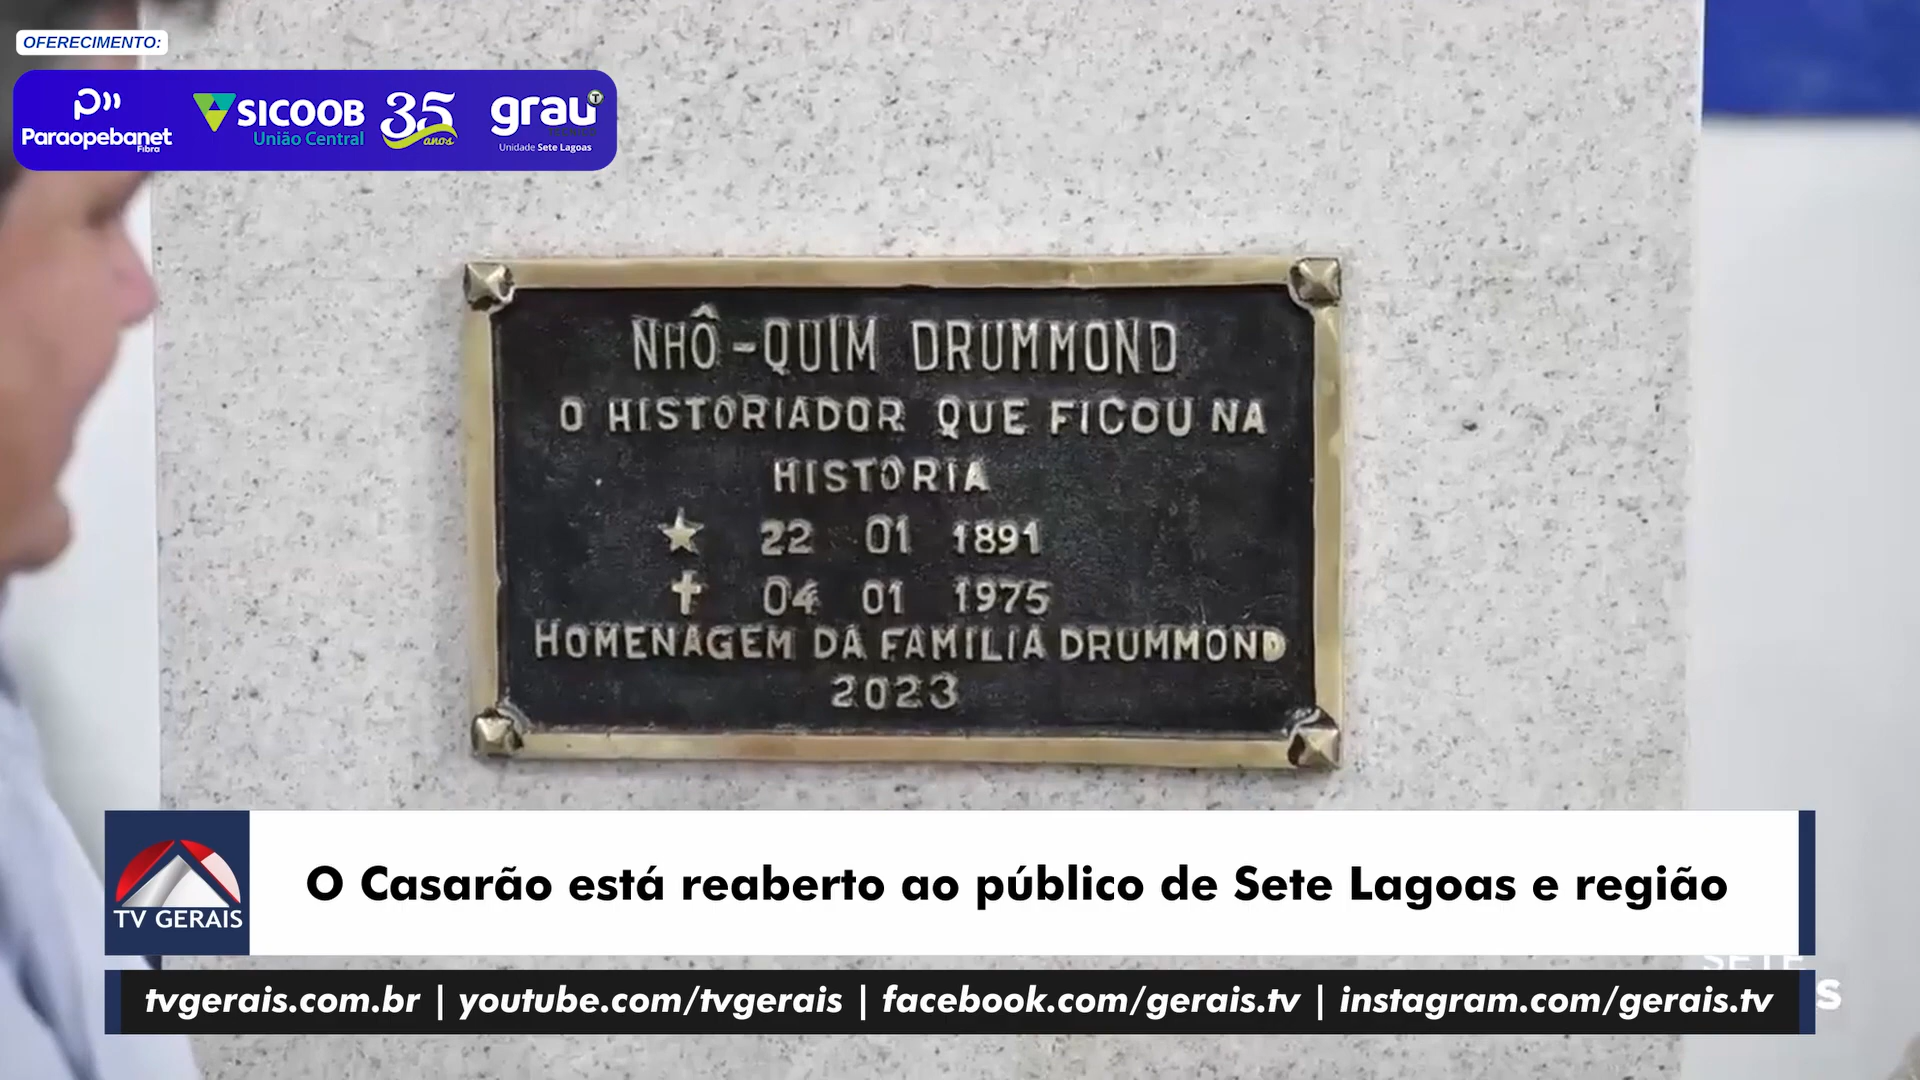 OFERECIMENTO:
Paraopebanet
Fibra
SICOOB
União Central
35
anos
grau
T
Unidade Sete Lagoas
NHÔ-QUIM DRUMMOND
O HISTORIADOR QUE FICOU NA
HISTORIA
22 01 1891
04 01 1975
HOMENAGEM DA FAMILIA DRUMMOND
2023
TV GERAIS
O Casarão está reaberto ao público de Sete Lagoas e região
SETE
S
tvgerais.com.br | youtube.com/tvgerais | facebook.com/gerais.tv | instagram.com/gerais.tv